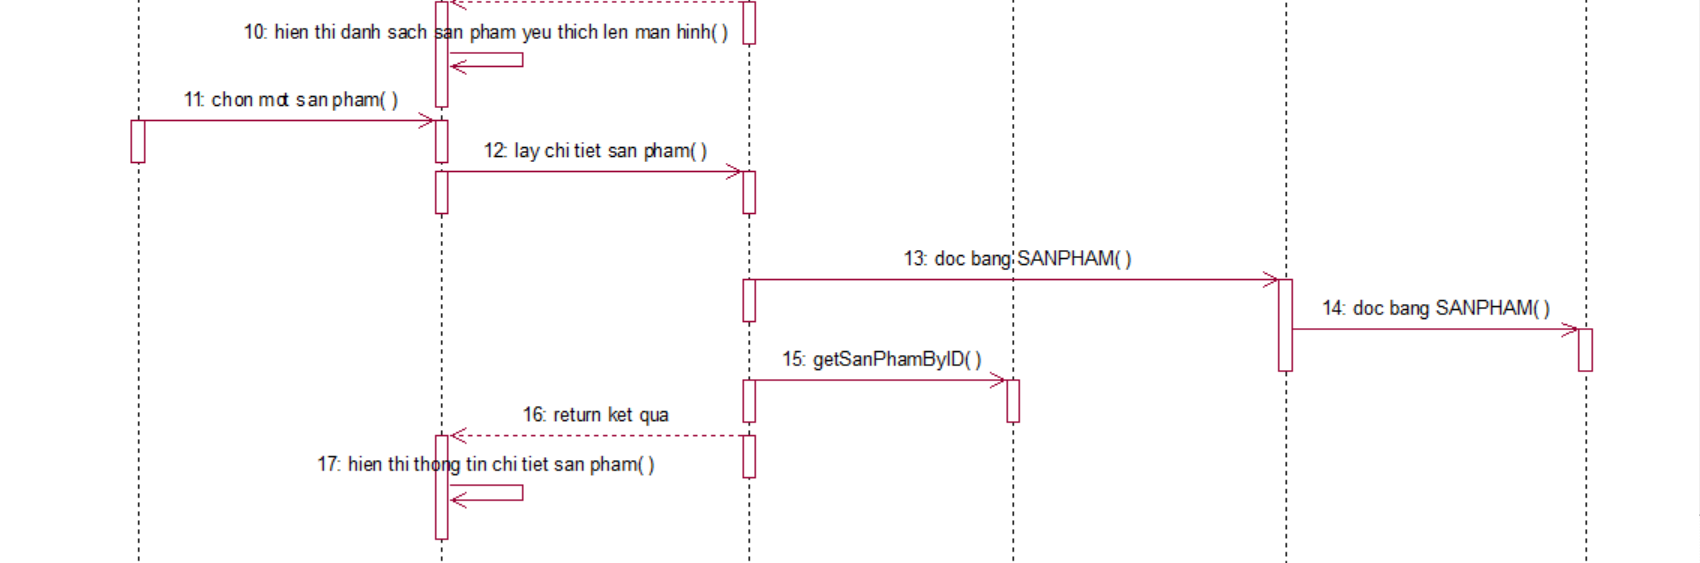 10: hien thi danh sach san pham yeu thich len man hinh( )
11: chon mot san pham( )
12: lay chi tiet san pham( )
13: doc bang SANPHAM( )
14: doc bang SANPHAM( )
15: getSanPhamByID( )
16: return ket qua
17: hien thi thong tin chi tiet san pham( )